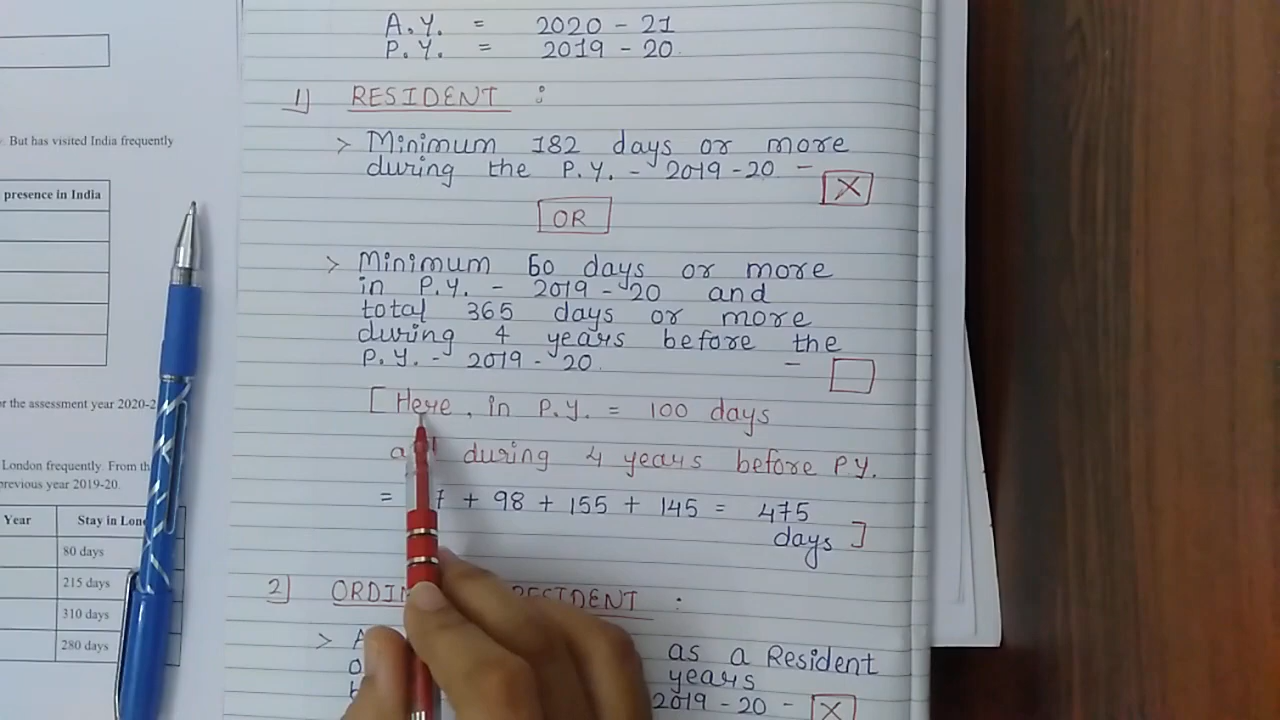 . But has visited India frequently
presence in India
r the assessment year 2020-2
London frequently. From th
previous year 2019-20.
Year Stay in Lon
80 days
215 days
310 days
280 days
A.Y. = 2020 - 21
P.Y. = 2019 - 20.
1) RESIDENT :
> Minimum 182 days or more
during the P.Y. - 2019 - 20 - X
OR
> Minimum 60 days or more
in P.Y. - 2019 - 20 and
total 365 days or more
during 4 years before the
P.Y. - 2019 - 20. -
[ Here, in P.Y. = 100 days
during 4 years before PY.
= 7 + 98 + 155 + 145 = 475
days ]
2) RESIDENT :
> as a Resident
years
2019 - 20 - X